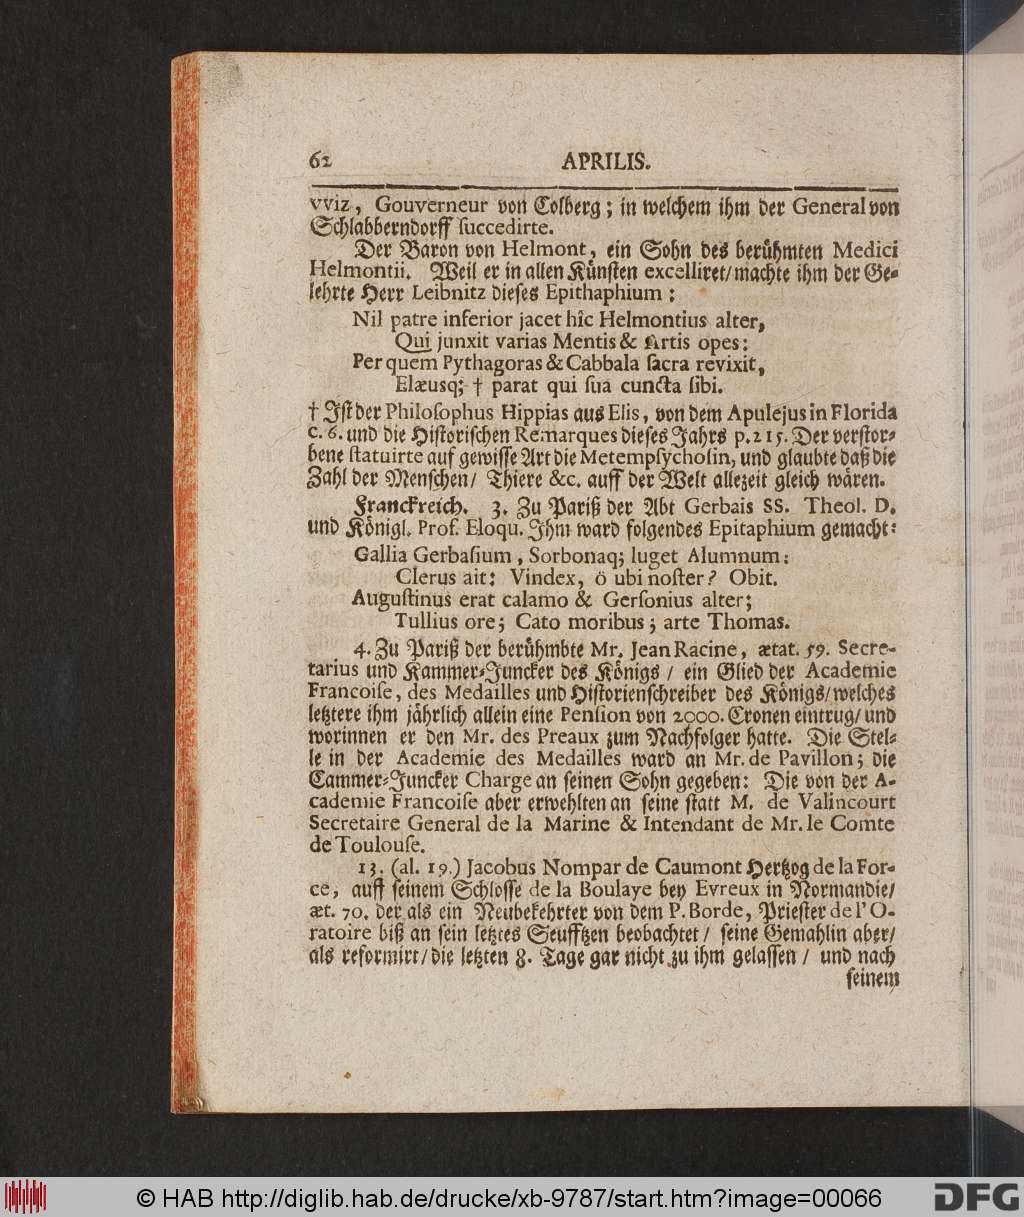 62 APRILIS.
vviz, Gouverneur von Colberg; in welchem ihm der General von
Schlabberndorff succedirte.
Der Baron von Helmont, ein Sohn des berühmten Medici
Helmontii. Weil er in allen Künsten excelliret/machte ihm der Ge-
lehrte Herr Leibnitz dieses Epithaphium:
Nil patre inferior jacet hîc Helmontius alter,
Qui junxit varias Mentis & Artis opes:
Per quem Pythagoras & Cabbala sacra revixit,
Elæusq; † parat qui sua cuncta sibi.
† Ist der Philosophus Hippias aus Elis, von dem Apulejus in Florida
c. 6. und die Historischen Remarques dieses Jahrs p. 215. Der verstor-
bene statuirte auf gewisse Art die Metempsychosin, und glaubte daß die
Zahl der Menschen/ Thiere &c. auff der Welt allezeit gleich wären.
Franckreich. 3. Zu Pariß der Abt Gerbais SS. Theol. D.
und Königl. Prof. Eloqu. Ihm ward folgendes Epitaphium gemacht:
Gallia Gerbasium, Sorbonaq; luget Alumnum:
Clerus ait: Vindex, ô ubi noster? Obit.
Augustinus erat calamo & Gersonius alter;
Tullius ore; Cato moribus; arte Thomas.
4. Zu Pariß der berühmbte Mr. Jean Racine, ætat. 59. Secre-
tarius und Kammer-Juncker des Königs / ein Glied der Academie
Francoise, des Medailles und Historienschreiber des Königs/welches
letztere ihm jährlich allein eine Pension von 2000. Cronen eintrug/und
worinnen er den Mr. des Preaux zum Nachfolger hatte. Die Stel-
le in der Academie des Medailles ward an Mr. de Pavillon; die
Cammer-Juncker Charge an seinen Sohn gegeben: Die von der A-
cademie Francoise aber erwehlten an seine statt M. de Valincourt
Secretaire General de la Marine & Intendant de Mr. le Comte
de Toulouse.
13. (al. 19.) Jacobus Nompar de Caumont Hertzog de la For-
ce, auff seinem Schlosse de la Boulaye bey Evreux in Normandie/
æt. 70. der als ein Neubekehrter von dem P. Borde, Priester de l'O-
ratoire biß an sein letztes Seufftzen beobachtet / seine Gemahlin aber/
als reformirt/die letzten 8. Tage gar nicht zu ihm gelassen / und nach
seinem
© HAB http://diglib.hab.de/drucke/xb-9787/start.htm?image=00066
DFG